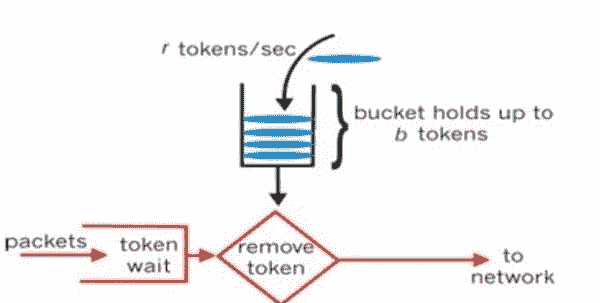 r tokens/sec
bucket holds up to
b tokens
packets
token
wait
remove
token
to
network